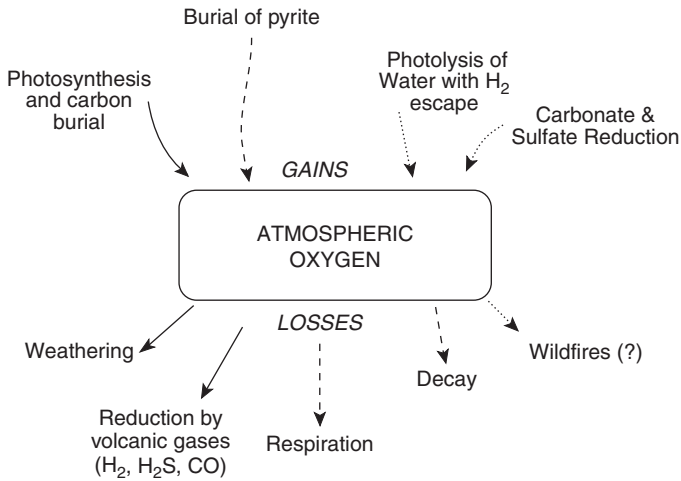 Burial of pyrite
Photosynthesis
and carbon
burial
Photolysis of
Water with H₂
escape
Carbonate &
Sulfate Reduction
GAINS
ATMOSPHERIC
OXYGEN
LOSSES
Weathering
Reduction by
volcanic gases
(H₂, H₂S, CO)
Respiration
Decay
Wildfires (?)